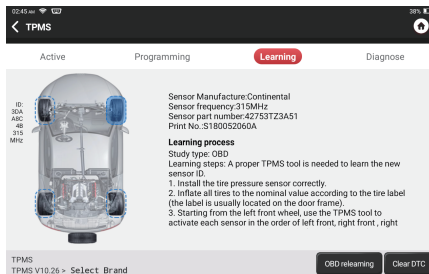 02:45 AM
38%
TPMS
Active
Programming
Learning
Diagnose
ID:
3DA
A8C
4B
315
MHz
Sensor Manufacture:Continental
Sensor frequency:315MHz
Sensor part number:42753TZ3A51
Print No.:S180052060A
Learning process
Study type: OBD
Learning steps: A proper TPMS tool is needed to learn the new
sensor ID.
1. Install the tire pressure sensor correctly.
2. Inflate all tires to the nominal value according to the tire label
(the label is usually located on the door frame).
3. Starting from the left front wheel, use the TPMS tool to
activate each sensor in the order of left front, right front , right
TPMS
TPMS V10.26 > Select Brand
OBD relearning
Clear DTC